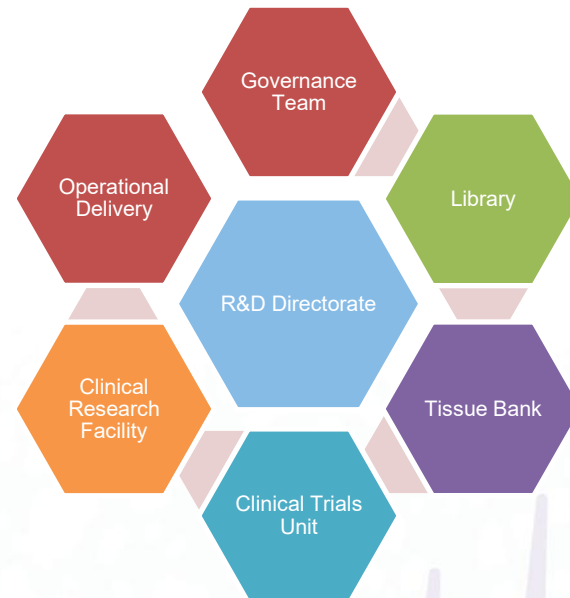 Governance
Team
Operational
Delivery
Library
R&D Directorate
Clinical
Research
Facility
Tissue Bank
Clinical Trials
Unit